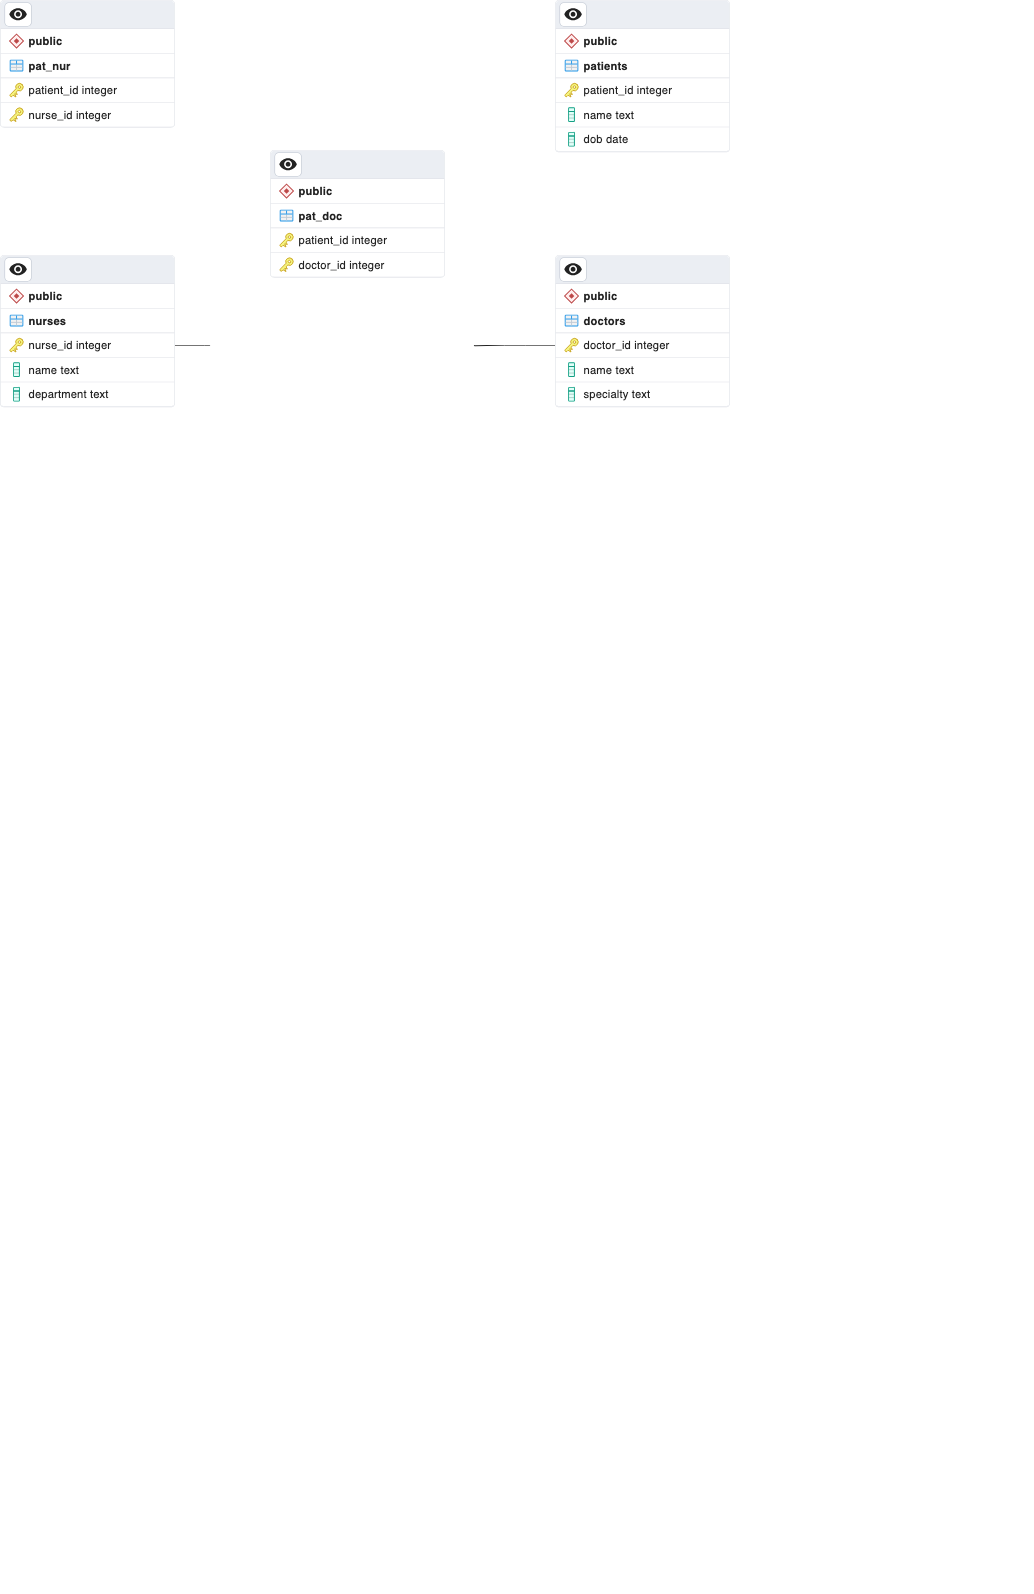 public
pat_nur
patient_id integer
nurse_id integer
public
patients
patient_id integer
name text
dob date
public
pat_doc
patient_id integer
doctor_id integer
public
nurses
nurse_id integer
name text
department text
public
doctors
doctor_id integer
name text
specialty text